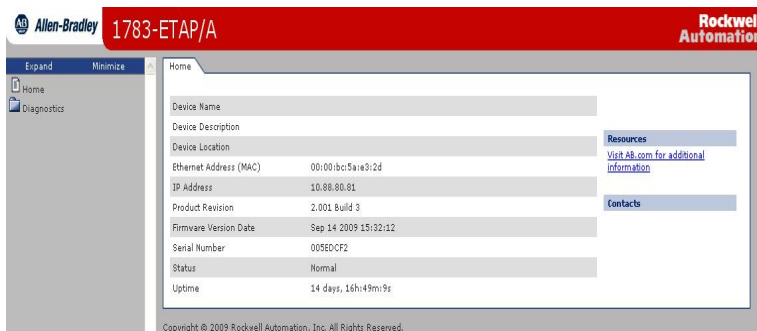 AB Allen-Bradley 1783-ETAP/A Rockwell
Automation
Expand Minimize
Home
Diagnostics
Home
Device Name
Device Description
Device Location
Ethernet Address (MAC) 00:00:bc:5a:e3:2d
IP Address 10.88.80.81
Product Revision 2.001 Build 3
Firmware Version Date Sep 14 2009 15:32:12
Serial Number 005EDCF2
Status Normal
Uptime 14 days, 16h:49m:9s
Resources
Visit AB.com for additional
information
Contacts
Copyright © 2009 Rockwell Automation, Inc. All Rights Reserved.